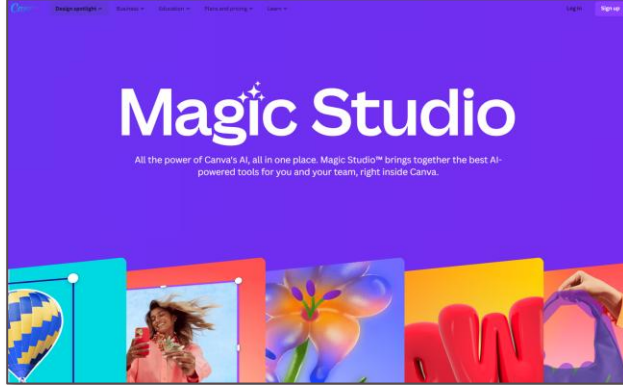 Canva
Design spotlight
Business
Education
Plans and pricing
Learn
Log in
Sign up
Magic Studio
All the power of Canva's AI, all in one place. Magic Studio™ brings together the best AI-
powered tools for you and your team, right inside Canva.
AW